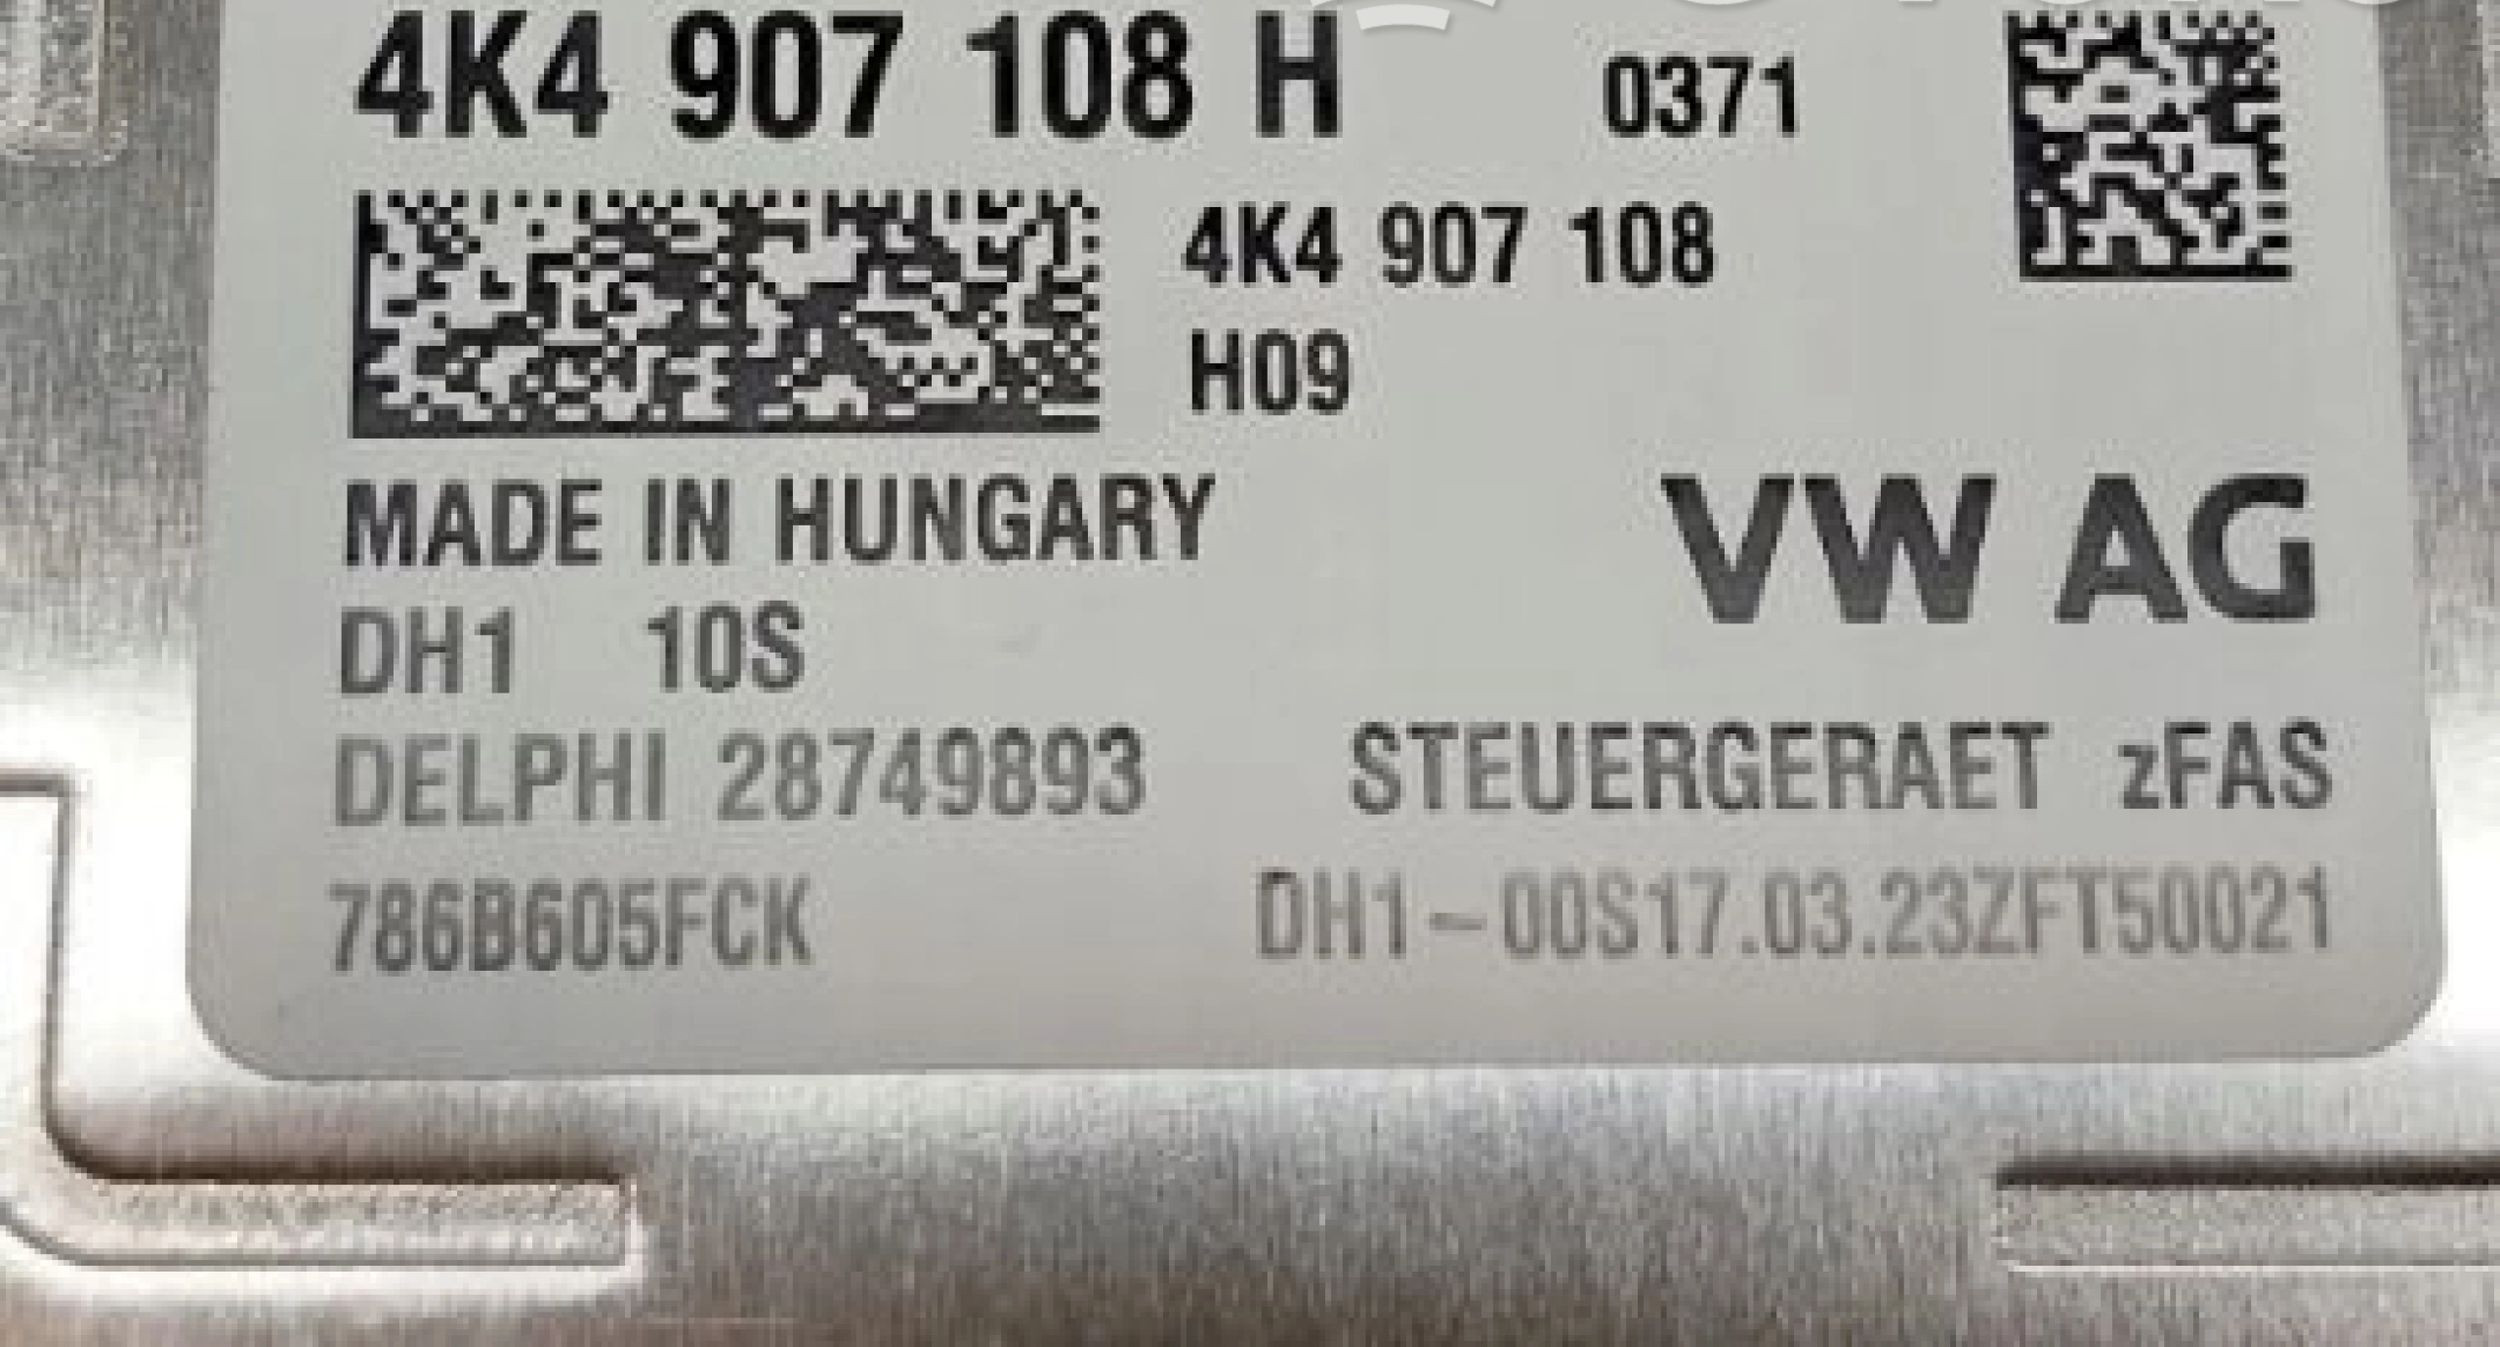 4K4 907 108 H 0371
4K4 907 108
H09
MADE IN HUNGARY
VW AG
DH1 10S
DELPHI 28749893
STEUERGERAET zFAS
786B605FCK
DH1-00S17.03.23ZFT50021